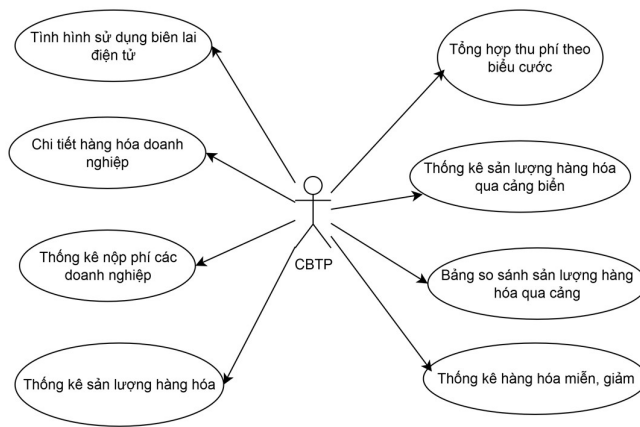 Tình hình sử dụng biên lai
điện tử
Tổng hợp thu phí theo
biểu cước
Chi tiết hàng hóa doanh
nghiệp
Thống kê sản lượng hàng hóa
qua cảng biển
CBTP
Thống kê nộp phí các
doanh nghiệp
Bảng so sánh sản lượng hàng
hóa qua cảng
Thống kê sản lượng hàng hóa
Thống kê hàng hóa miễn, giảm